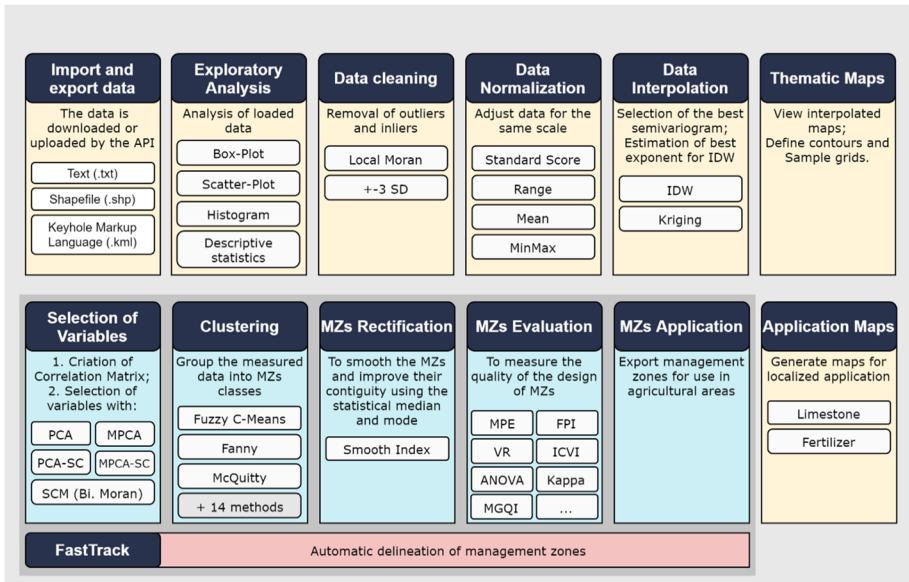 Import and
export data
The data is
downloaded or
uploaded by the API
Text (.txt)
Shapefile (.shp)
Keyhole Markup
Language (.kml)
Exploratory
Analysis
Analysis of loaded
data
Box-Plot
Scatter-Plot
Histogram
Descriptive
statistics
Data cleaning
Removal of outliers
and inliers
Local Moran
+-3 SD
Data
Normalization
Adjust data for the
same scale
Standard Score
Range
Mean
MinMax
Data
Interpolation
Selection of the best
semivariogram;
Estimation of best
exponent for IDW
IDW
Kriging
Thematic Maps
View interpolated
maps;
Define contours and
Sample grids.
Selection of
Variables
1. Criation of
Correlation Matrix;
2. Selection of
variables with:
PCA
MPCA
PCA-SC
MPCA-SC
SCM (Bi. Moran)
Clustering
Group the measured
data into MZs
classes
Fuzzy C-Means
Fanny
McQuitty
+ 14 methods
MZs Rectification
To smooth the MZs
and improve their
contiguity using the
statistical median
and mode
Smooth Index
MZs Evaluation
To measure the
quality of the design
of MZs
MPE
FPI
VR
ICVI
ANOVA
Kappa
MGQI
...
MZs Application
Export management
zones for use in
agricultural areas
Application Maps
Generate maps for
localized application
Limestone
Fertilizer
FastTrack
Automatic delineation of management zones